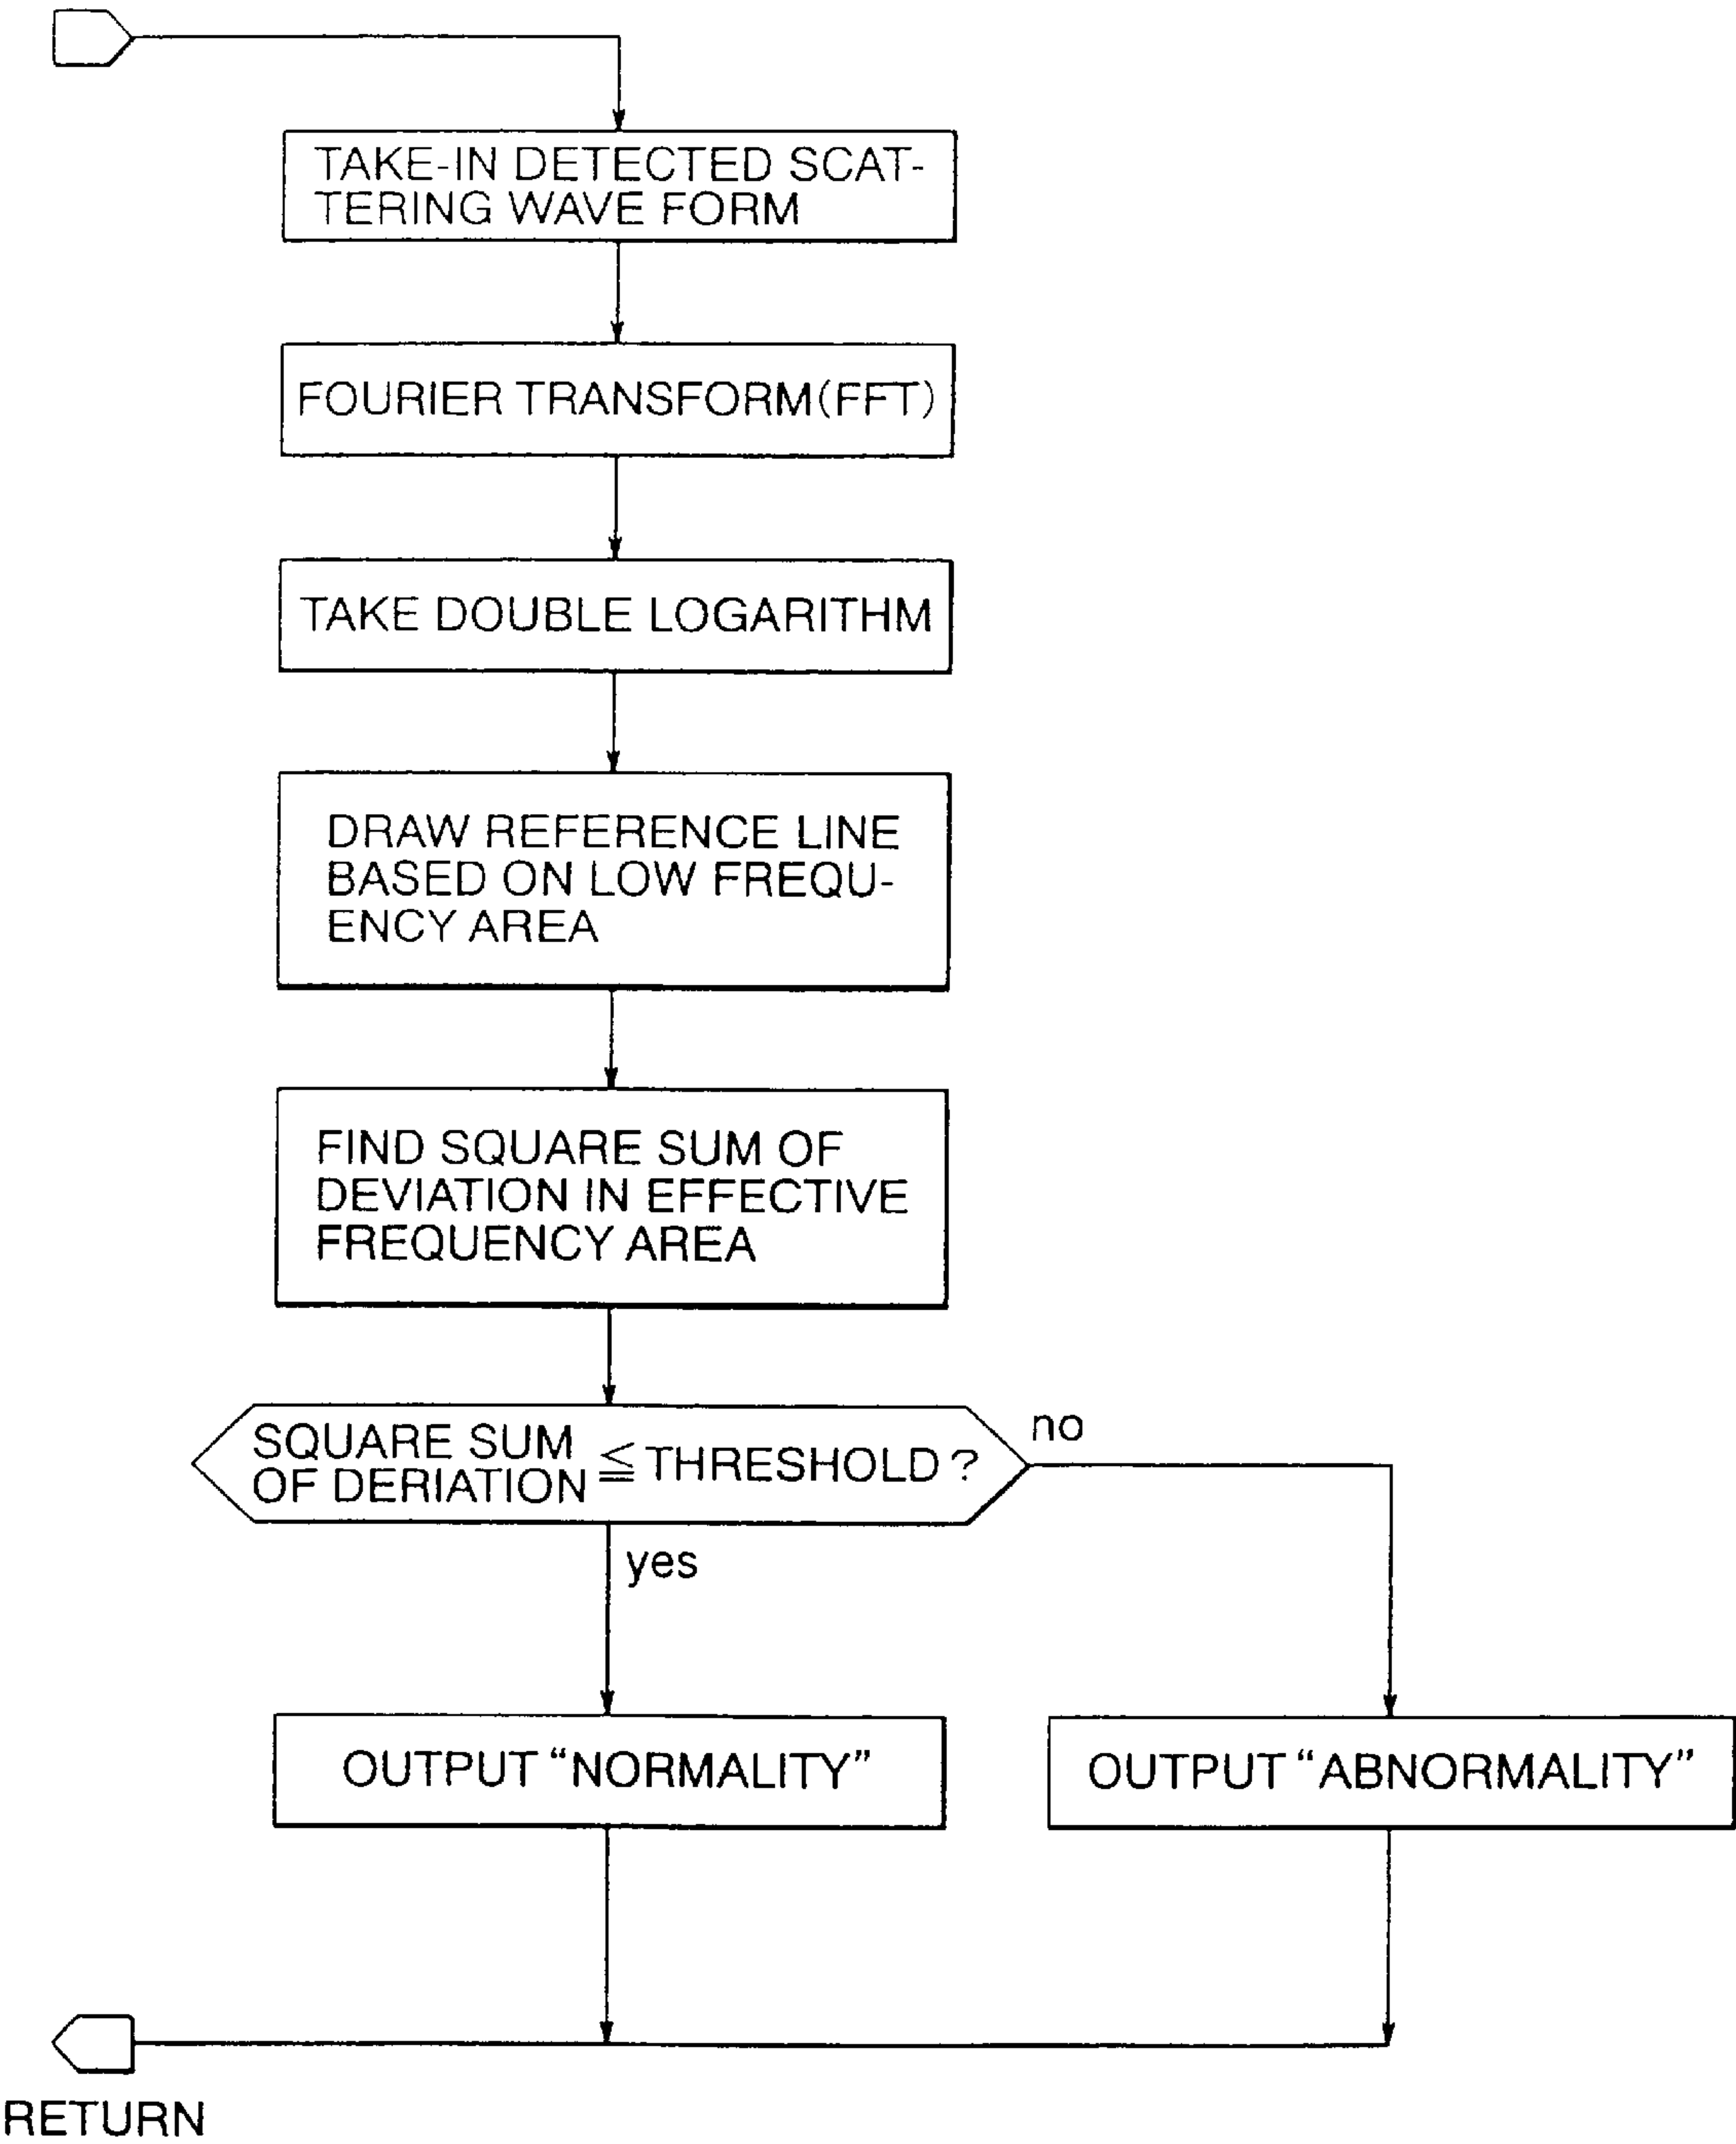 TAKE-IN DETECTED SCAT-
TERING WAVE FORM
FOURIER TRANSFORM(FFT)
TAKE DOUBLE LOGARITHM
DRAW REFERENCE LINE
BASED ON LOW FREQU-
ENCY AREA
FIND SQUARE SUM OF
DEVIATION IN EFFECTIVE
FREQUENCY AREA
SQUARE SUM
OF DERIATION ≦ THRESHOLD ?
no
yes
OUTPUT “NORMALITY”
OUTPUT “ABNORMALITY”
RETURN